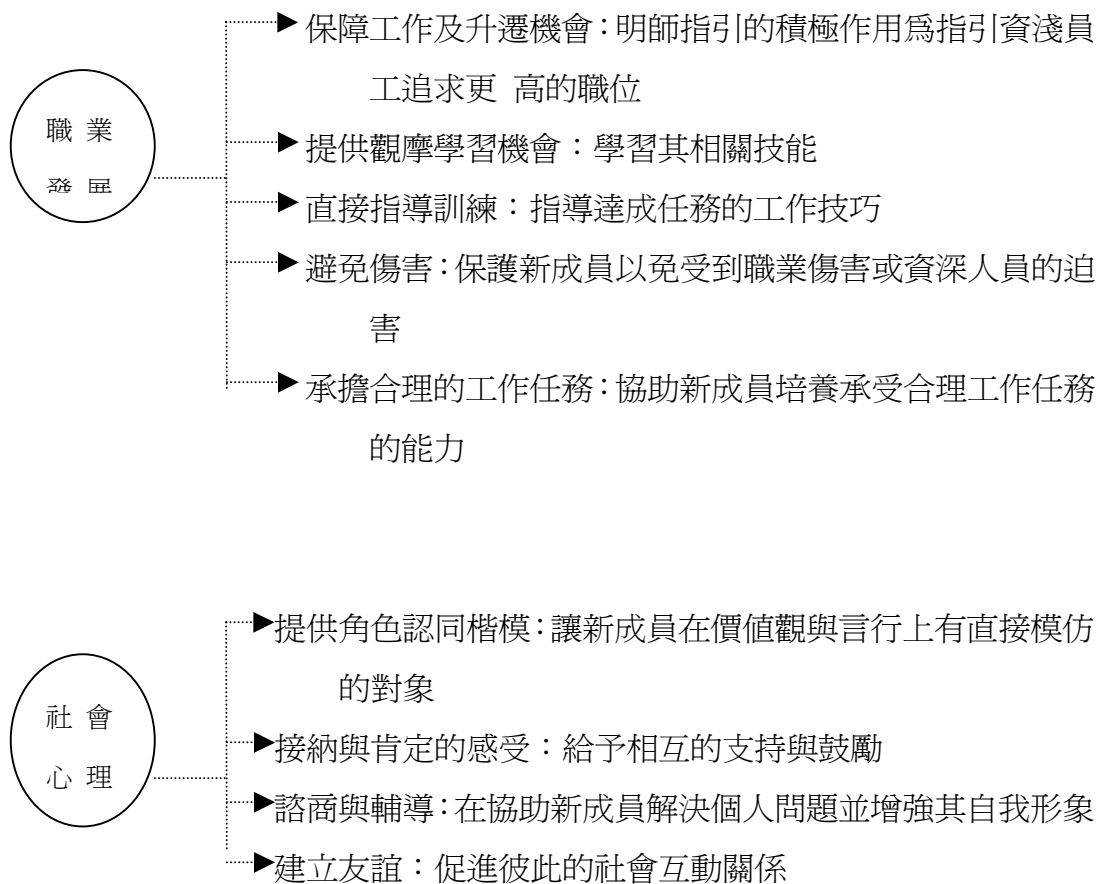 保障工作及升遷機會：明師指引的積極作用爲指引資淺員
工追求更 高的職位
職 業
發 展
提供觀摩學習機會：學習其相關技能
直接指導訓練：指導達成任務的工作技巧
避免傷害：保護新成員以免受到職業傷害或資深人員的迫
害
承擔合理的工作任務：協助新成員培養承受合理工作任務
的能力
提供角色認同楷模：讓新成員在價值觀與言行上有直接模仿
的對象
社 會
心 理
接納與肯定的感受：給予相互的支持與鼓勵
諮商與輔導：在協助新成員解決個人問題並增強其自我形象
建立友誼：促進彼此的社會互動關係